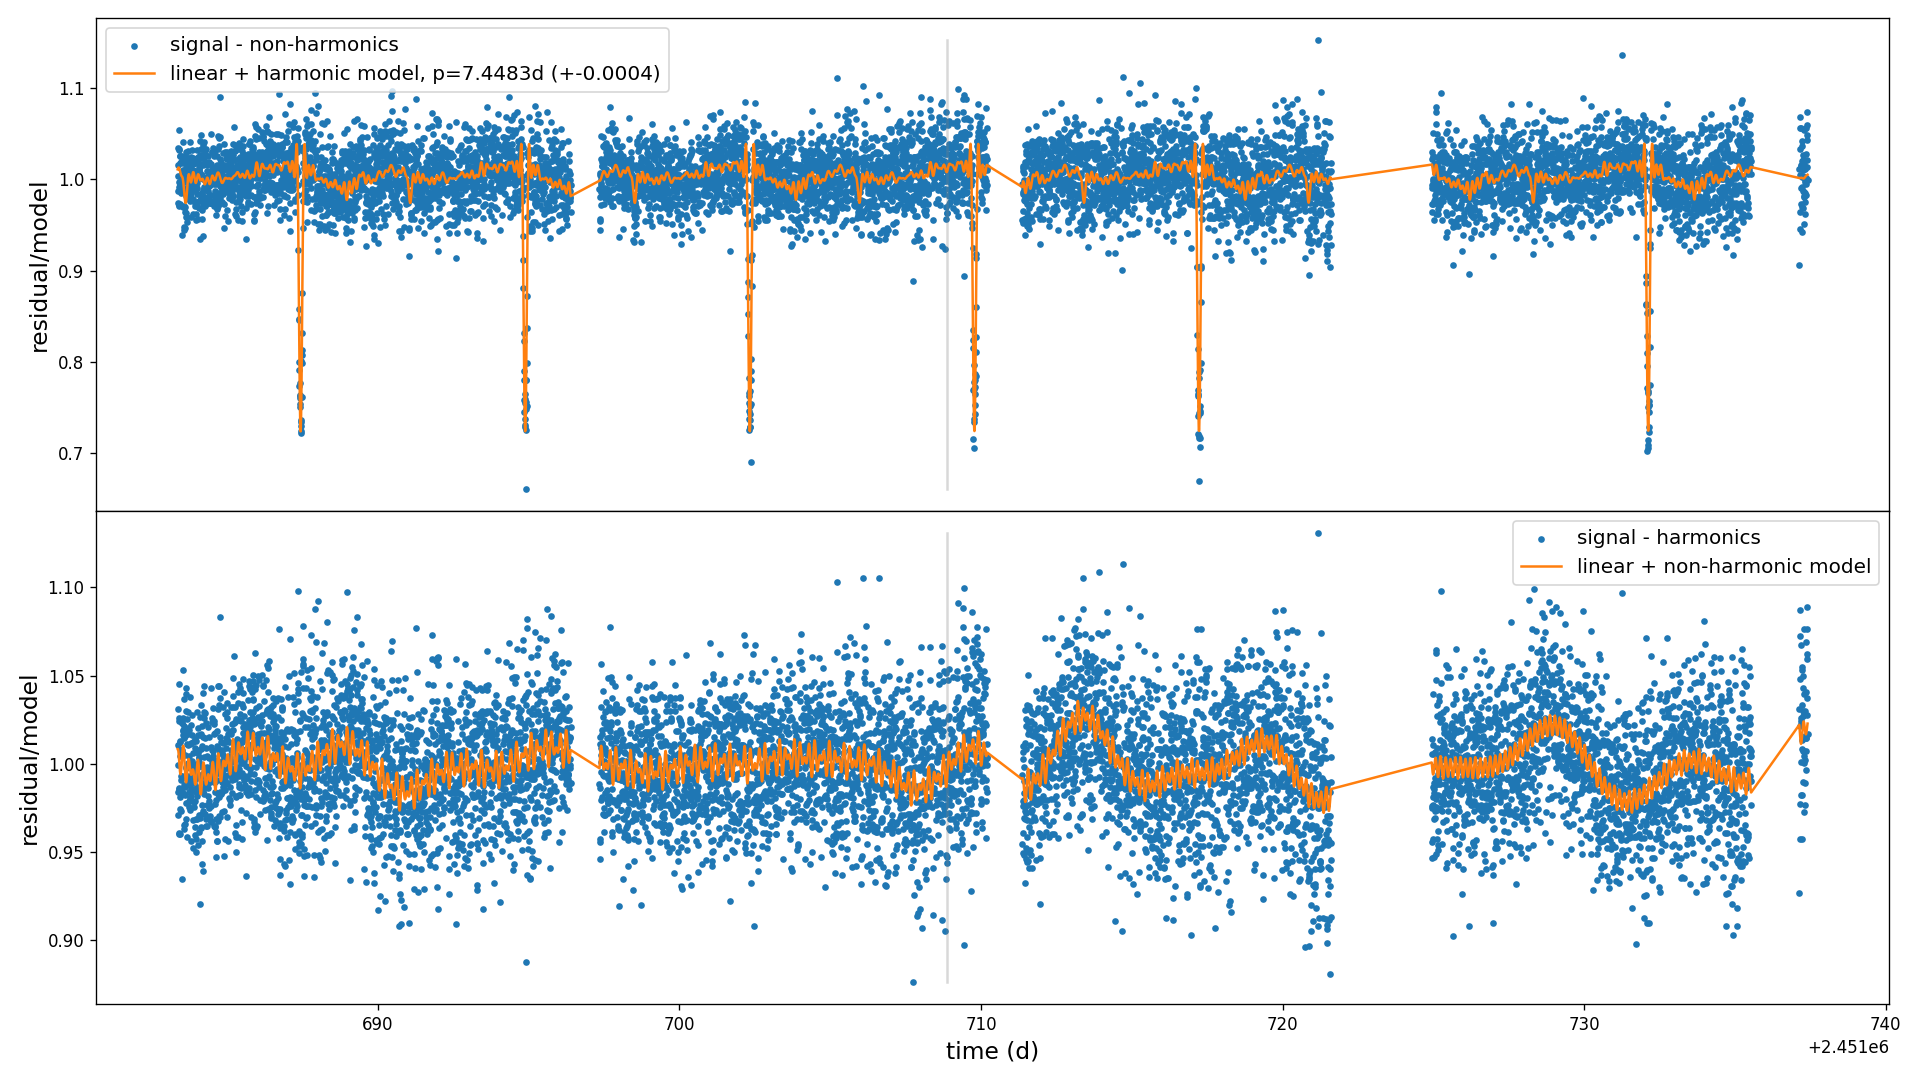 signal - non-harmonics
linear + harmonic model, p=7.4483d (+-0.0004)
1.1
1.0
0.9
0.8
0.7
residual/model
signal - harmonics
linear + non-harmonic model
1.10
1.05
1.00
0.95
0.90
residual/model
690
700
710
720
730
740
time (d)
+2.451e6